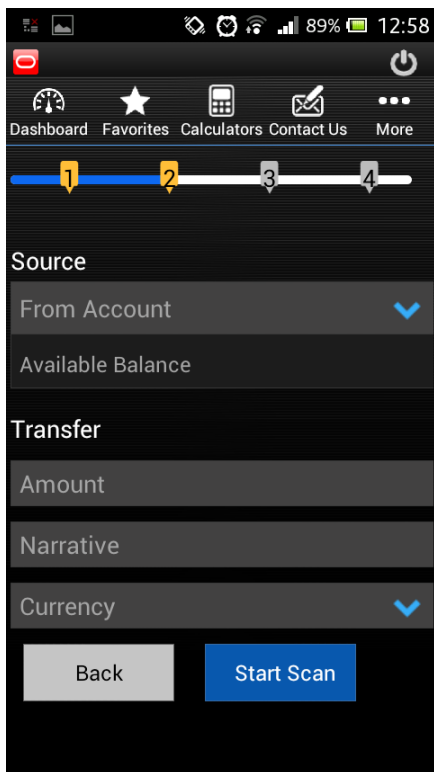 89% 12:58
Dashboard Favorites Calculators Contact Us More
1 2 3 4
Source
From Account
Available Balance
Transfer
Amount
Narrative
Currency
Back Start Scan